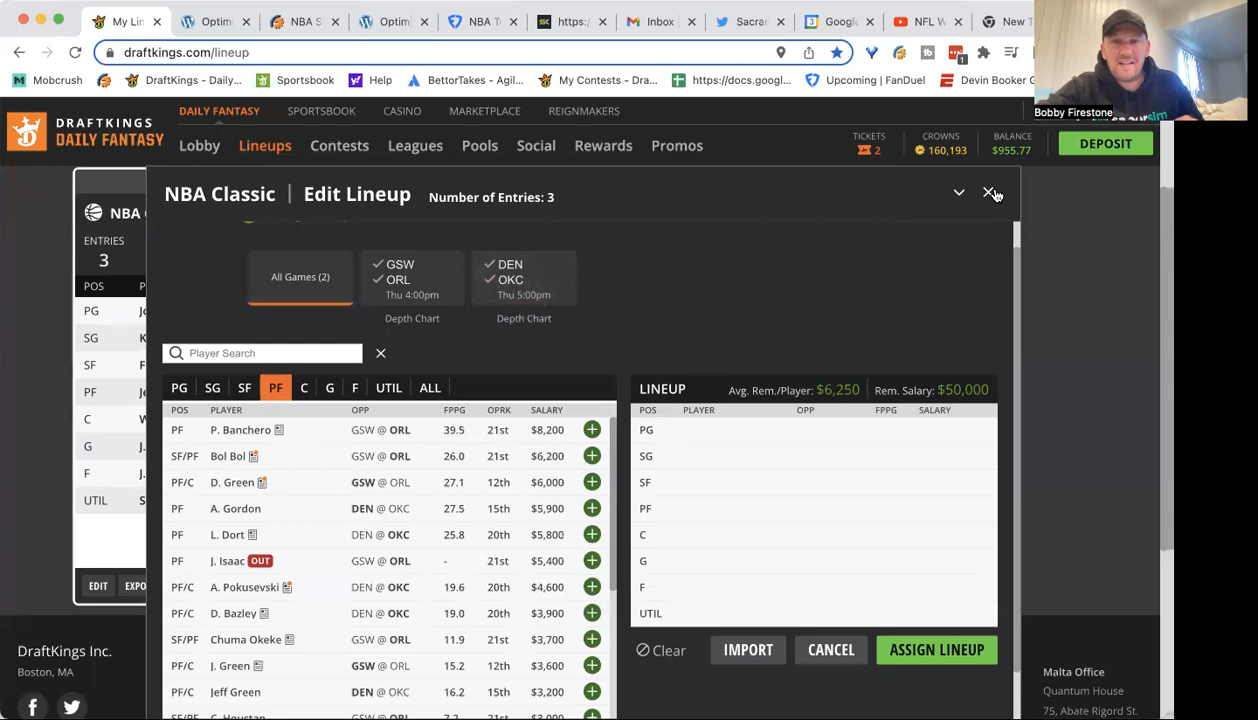 My Lin
Optimi
NBA S
Optim
NBA T
https:/
Inbox
Sacran
Google
NFL W
New T
draftkings.com/lineup
Mobcrush
DraftKings - Daily...
Sportsbook
Help
BettorTakes - Agil...
My Contests - Dra...
https://docs.googl...
Upcoming | FanDuel
Devin Booker G
Bobby Firestone
DRAFTKINGS
DAILY FANTASY
DAILY FANTASY SPORTSBOOK CASINO MARKETPLACE REIGNMAKERS
Lobby Lineups Contests Leagues Pools Social Rewards Promos
TICKETS
2
CROWNS
160,193
BALANCE
$955.77
DEPOSIT
NBA Classic | Edit Lineup Number of Entries: 3
NBA
ENTRIES
3
POS
PG
SG
SF
PF
C
G
F
UTIL
EDIT
EXPO
All Games (2)
GSW
ORL
Thu 4:00pm
Depth Chart
DEN
OKC
Thu 5:00pm
Depth Chart
Player Search
PG SG SF PF C G F UTIL ALL
POS PLAYER OPP FPPG OPRK SALARY
PF P. Banchero GSW @ ORL 39.5 21st $8,200
SF/PF Bol Bol GSW @ ORL 26.0 21st $6,200
PF/C D. Green GSW @ ORL 27.1 12th $6,000
PF A. Gordon DEN @ OKC 27.5 15th $5,900
PF L. Dort DEN @ OKC 25.8 20th $5,800
PF J. Isaac OUT GSW @ ORL - 21st $5,400
PF/C A. Pokusevski DEN @ OKC 19.6 20th $4,600
PF/C D. Bazley DEN @ OKC 19.0 20th $3,900
SF/PF Chuma Okeke GSW @ ORL 11.9 21st $3,700
PF/C J. Green GSW @ ORL 15.2 12th $3,600
PF/C Jeff Green DEN @ OKC 16.2 15th $3,200
LINEUP Avg. Rem./Player: $6,250 Rem. Salary: $50,000
POS PLAYER OPP FPPG SALARY
PG
SG
SF
PF
C
G
F
UTIL
Clear
IMPORT
CANCEL
ASSIGN LINEUP
DraftKings Inc.
Boston, MA
Malta Office
Quantum House
75, Abate Rigord St.